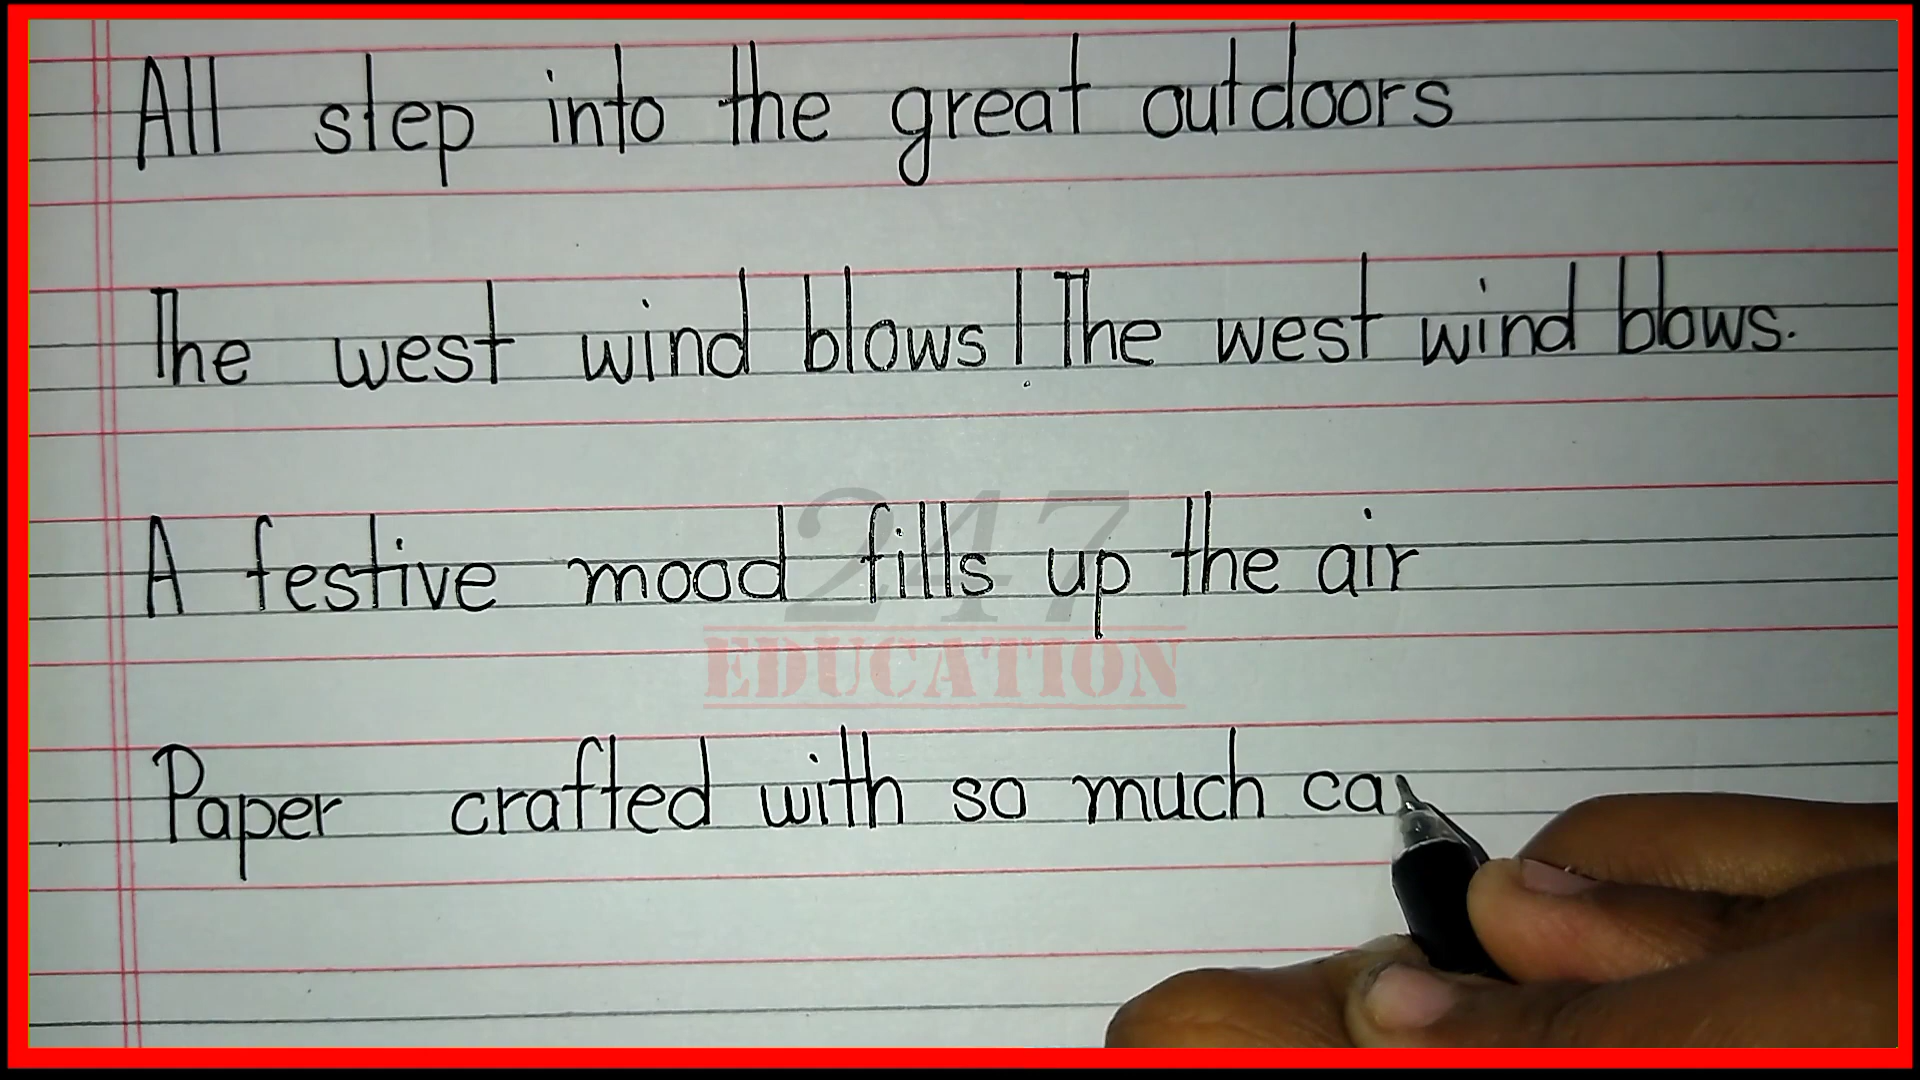 All step into the great outdoors
The west wind blows! The west wind blows.
A festive mood fills up the air
247
EDUCATION
Paper crafted with so much ca